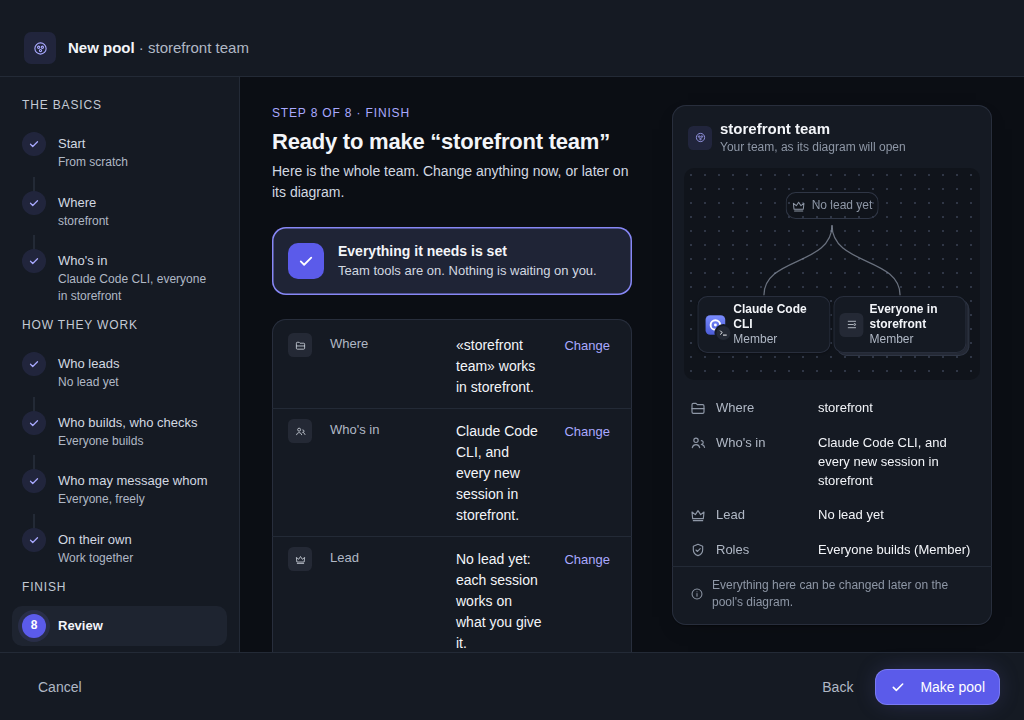 New pool · storefront team
THE BASICS
Start
From scratch
Where
storefront
Who's in
Claude Code CLI, everyone
in storefront
HOW THEY WORK
Who leads
No lead yet
Who builds, who checks
Everyone builds
Who may message whom
Everyone, freely
On their own
Work together
FINISH
8
Review
STEP 8 OF 8 · FINISH
Ready to make “storefront team”
Here is the whole team. Change anything now, or later on
its diagram.
Everything it needs is set
Team tools are on. Nothing is waiting on you.
Where
«storefront
team» works
in storefront.
Change
Who's in
Claude Code
CLI, and
every new
session in
storefront.
Change
Lead
No lead yet:
each session
works on
what you give
it.
Change
storefront team
Your team, as its diagram will open
No lead yet
Claude Code
CLI
Member
Everyone in
storefront
Member
Where
storefront
Who's in
Claude Code CLI, and
every new session in
storefront
Lead
No lead yet
Roles
Everyone builds (Member)
Everything here can be changed later on the
pool's diagram.
Cancel
Back
Make pool